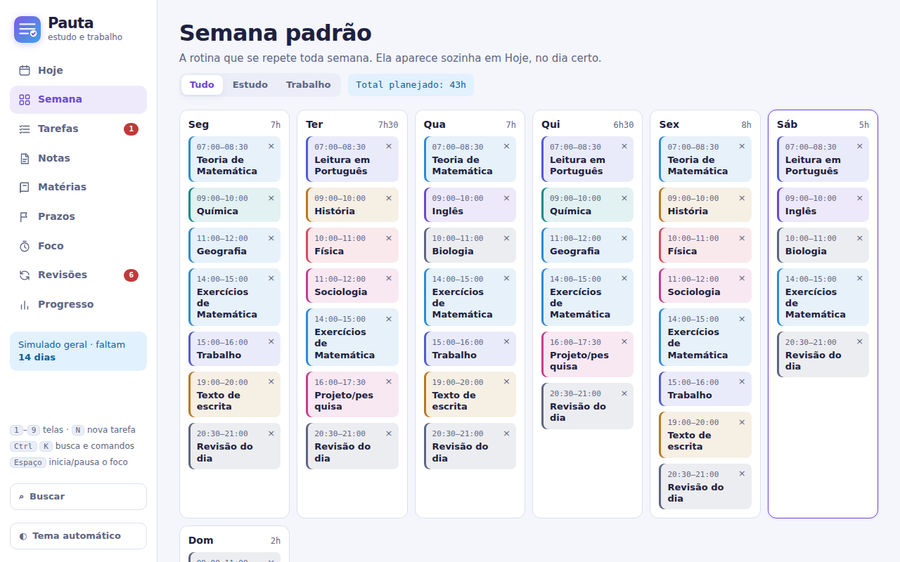 Pauta
estudo e trabalho
Hoje
Semana
Tarefas 1
Notas
Matérias
Prazos
Foco
Revisões 6
Progresso
Simulado geral · faltam
14 dias
1 – 9 telas · N nova tarefa
Ctrl K busca e comandos
Espaço inicia/pausa o foco
Buscar
Tema automático
Semana padrão
A rotina que se repete toda semana. Ela aparece sozinha em Hoje, no dia certo.
Tudo Estudo Trabalho Total planejado: 43h
Seg 7h
07:00–08:30 ×
Teoria de
Matemática
09:00–10:00 ×
Química
11:00–12:00 ×
Geografia
14:00–15:00 ×
Exercícios
de
Matemática
15:00–16:00 ×
Trabalho
19:00–20:00 ×
Texto de
escrita
20:30–21:00 ×
Revisão do
dia
Ter 7h30
07:00–08:30 ×
Leitura em
Português
09:00–10:00 ×
História
10:00–11:00 ×
Física
11:00–12:00 ×
Sociologia
14:00–15:00 ×
Exercícios
de
Matemática
16:00–17:30 ×
Projeto/pes
quisa
20:30–21:00 ×
Revisão do
dia
Qua 7h
07:00–08:30 ×
Teoria de
Matemática
09:00–10:00 ×
Inglês
10:00–11:00 ×
Biologia
14:00–15:00 ×
Exercícios
de
Matemática
15:00–16:00 ×
Trabalho
19:00–20:00 ×
Texto de
escrita
20:30–21:00 ×
Revisão do
dia
Qui 6h30
07:00–08:30 ×
Leitura em
Português
09:00–10:00 ×
Química
11:00–12:00 ×
Geografia
14:00–15:00 ×
Exercícios
de
Matemática
16:00–17:30 ×
Projeto/pes
quisa
20:30–21:00 ×
Revisão do
dia
Sex 8h
07:00–08:30 ×
Teoria de
Matemática
09:00–10:00 ×
História
10:00–11:00 ×
Física
11:00–12:00 ×
Sociologia
14:00–15:00 ×
Exercícios
de
Matemática
15:00–16:00 ×
Trabalho
19:00–20:00 ×
Texto de
escrita
20:30–21:00 ×
Revisão do
dia
Sáb 5h
07:00–08:30 ×
Leitura em
Português
09:00–10:00 ×
Inglês
10:00–11:00 ×
Biologia
14:00–15:00 ×
Exercícios
de
Matemática
20:30–21:00 ×
Revisão do
dia
Dom 2h